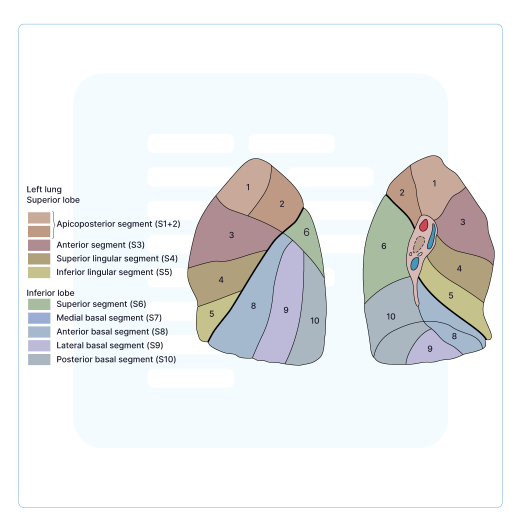 Left lung
Superior lobe
Apicoposterior segment (S1+2)
Anterior segment (S3)
Superior lingular segment (S4)
Inferior lingular segment (S5)
Inferior lobe
Superior segment (S6)
Medial basal segment (S7)
Anterior basal segment (S8)
Lateral basal segment (S9)
Posterior basal segment (S10)
1
2
3
6
4
5
8
9
10
1
2
3
6
4
5
10
8
9